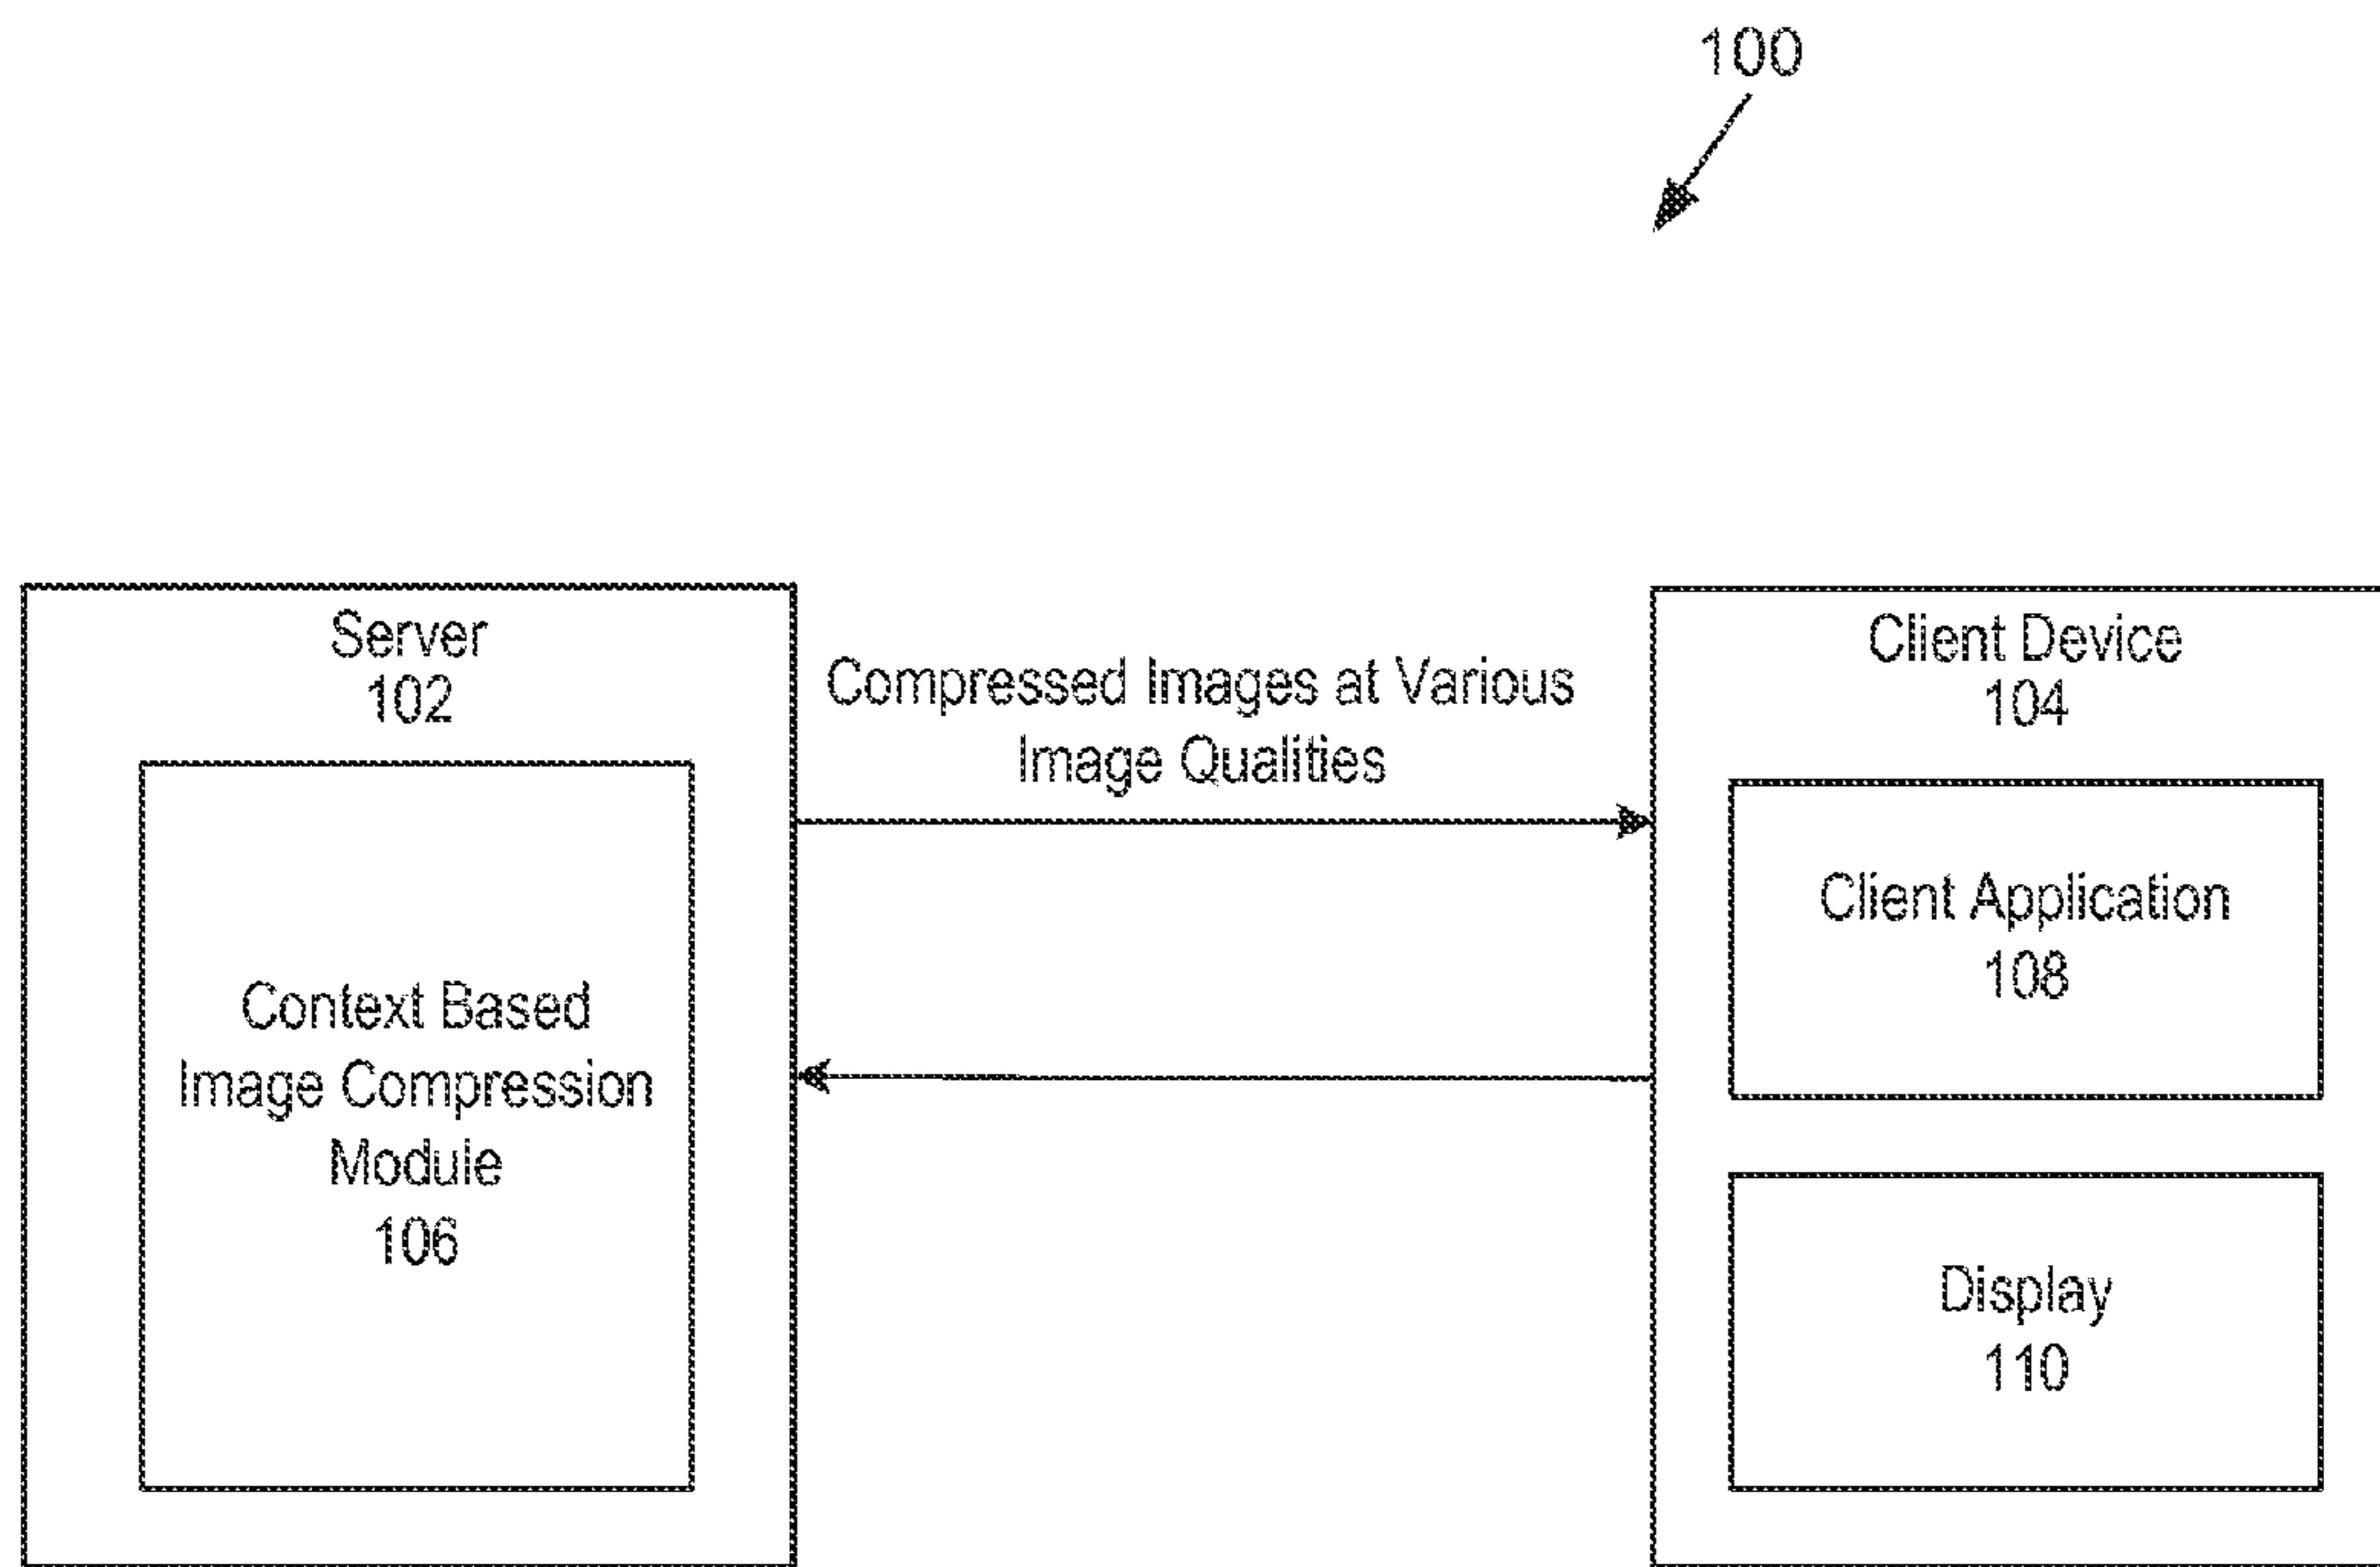 100
Server
102
Compressed Images at Various
Image Qualities
Client Device
104
Context Based
Image Compression
Module
106
Client Application
108
Display
110